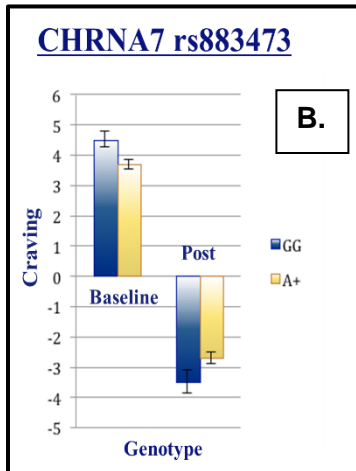 CHRNA7 rs883473
B.
6
5
4
3
2
1
0
-1
-2
-3
-4
-5
Craving
Baseline
Post
GG
A+
Genotype